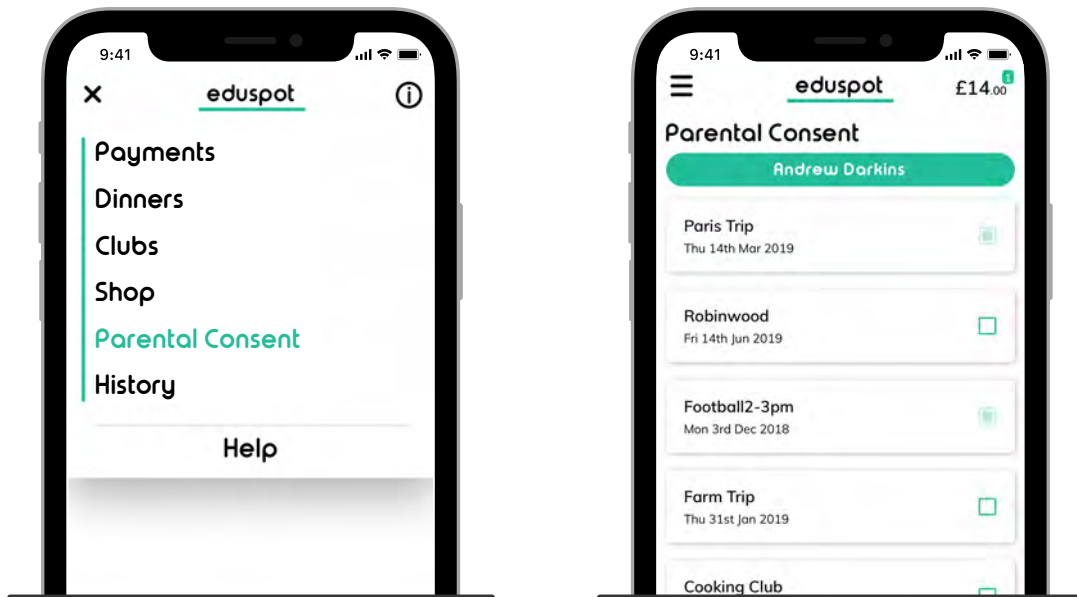 9:41
eduspot
Payments
Dinners
Clubs
Shop
Parental Consent
History
Help
9:41
eduspot
£14.00
1
Parental Consent
Andrew Darkins
Paris Trip
Thu 14th Mar 2019
Robinwood
Fri 14th Jun 2019
Football2-3pm
Mon 3rd Dec 2018
Farm Trip
Thu 31st Jan 2019
Cooking Club